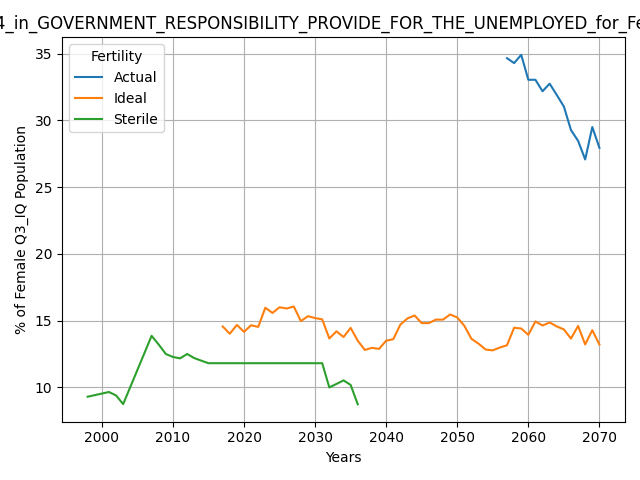 4_in_GOVERNMENT_RESPONSIBILITY_PROVIDE_FOR_THE_UNEMPLOYED_for_Fe
Fertility
Actual
Ideal
Sterile
% of Female Q3_IQ Population
35
30
25
20
15
10
2000
2010
2020
2030
2040
2050
2060
2070
Years